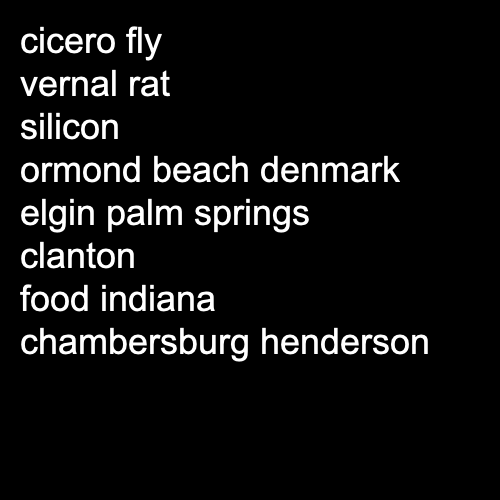 cicero fly
vernal rat
silicon
ormond beach denmark
elgin palm springs
clanton
food indiana
chambersburg henderson